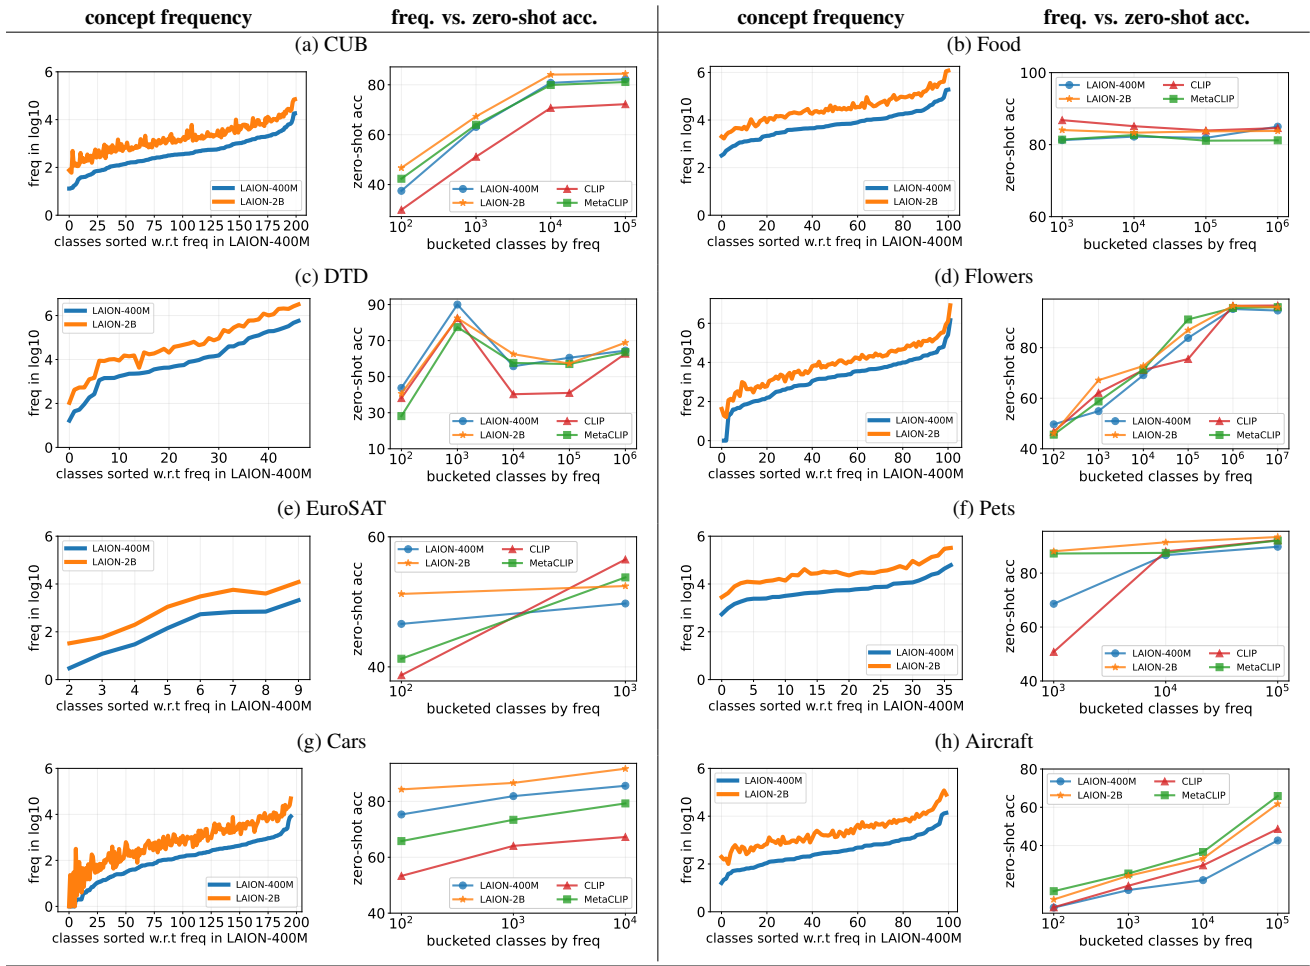 concept frequency
freq. vs. zero-shot acc.
concept frequency
freq. vs. zero-shot acc.
(a) CUB
freq in log10
6
4
2
0
LAION-400M
LAION-2B
0 25 50 75 100 125 150 175 200
classes sorted w.r.t freq in LAION-400M
zero-shot acc
80
60
40
LAION-400M
LAION-2B
CLIP
MetaCLIP
10^2 10^3 10^4 10^5
bucketed classes by freq
(b) Food
freq in log10
6
4
2
0
LAION-400M
LAION-2B
0 20 40 60 80 100
classes sorted w.r.t freq in LAION-400M
zero-shot acc
100
80
60
LAION-400M
LAION-2B
CLIP
MetaCLIP
10^3 10^4 10^5 10^6
bucketed classes by freq
(c) DTD
freq in log10
6
4
2
0
LAION-400M
LAION-2B
0 10 20 30 40
classes sorted w.r.t freq in LAION-400M
zero-shot acc
90
70
50
30
10
LAION-400M
LAION-2B
CLIP
MetaCLIP
10^2 10^3 10^4 10^5 10^6
bucketed classes by freq
(d) Flowers
freq in log10
6
4
2
0
LAION-400M
LAION-2B
0 20 40 60 80 100
classes sorted w.r.t freq in LAION-400M
zero-shot acc
80
60
40
LAION-400M
LAION-2B
CLIP
MetaCLIP
10^2 10^3 10^4 10^5 10^6 10^7
bucketed classes by freq
(e) EuroSAT
freq in log10
6
4
2
0
LAION-400M
LAION-2B
2 3 4 5 6 7 8 9
classes sorted w.r.t freq in LAION-400M
zero-shot acc
60
40
LAION-400M
LAION-2B
CLIP
MetaCLIP
10^2 10^3
bucketed classes by freq
(f) Pets
freq in log10
6
4
2
0
LAION-400M
LAION-2B
0 5 10 15 20 25 30 35
classes sorted w.r.t freq in LAION-400M
zero-shot acc
80
60
40
LAION-400M
LAION-2B
CLIP
MetaCLIP
10^3 10^4 10^5
bucketed classes by freq
(g) Cars
freq in log10
6
4
2
0
LAION-400M
LAION-2B
0 25 50 75 100 125 150 175 200
classes sorted w.r.t freq in LAION-400M
zero-shot acc
80
60
40
LAION-400M
LAION-2B
CLIP
MetaCLIP
10^2 10^3 10^4
bucketed classes by freq
(h) Aircraft
freq in log10
6
4
2
0
LAION-400M
LAION-2B
0 20 40 60 80 100
classes sorted w.r.t freq in LAION-400M
zero-shot acc
80
60
40
LAION-400M
LAION-2B
CLIP
MetaCLIP
10^2 10^3 10^4 10^5
bucketed classes by freq